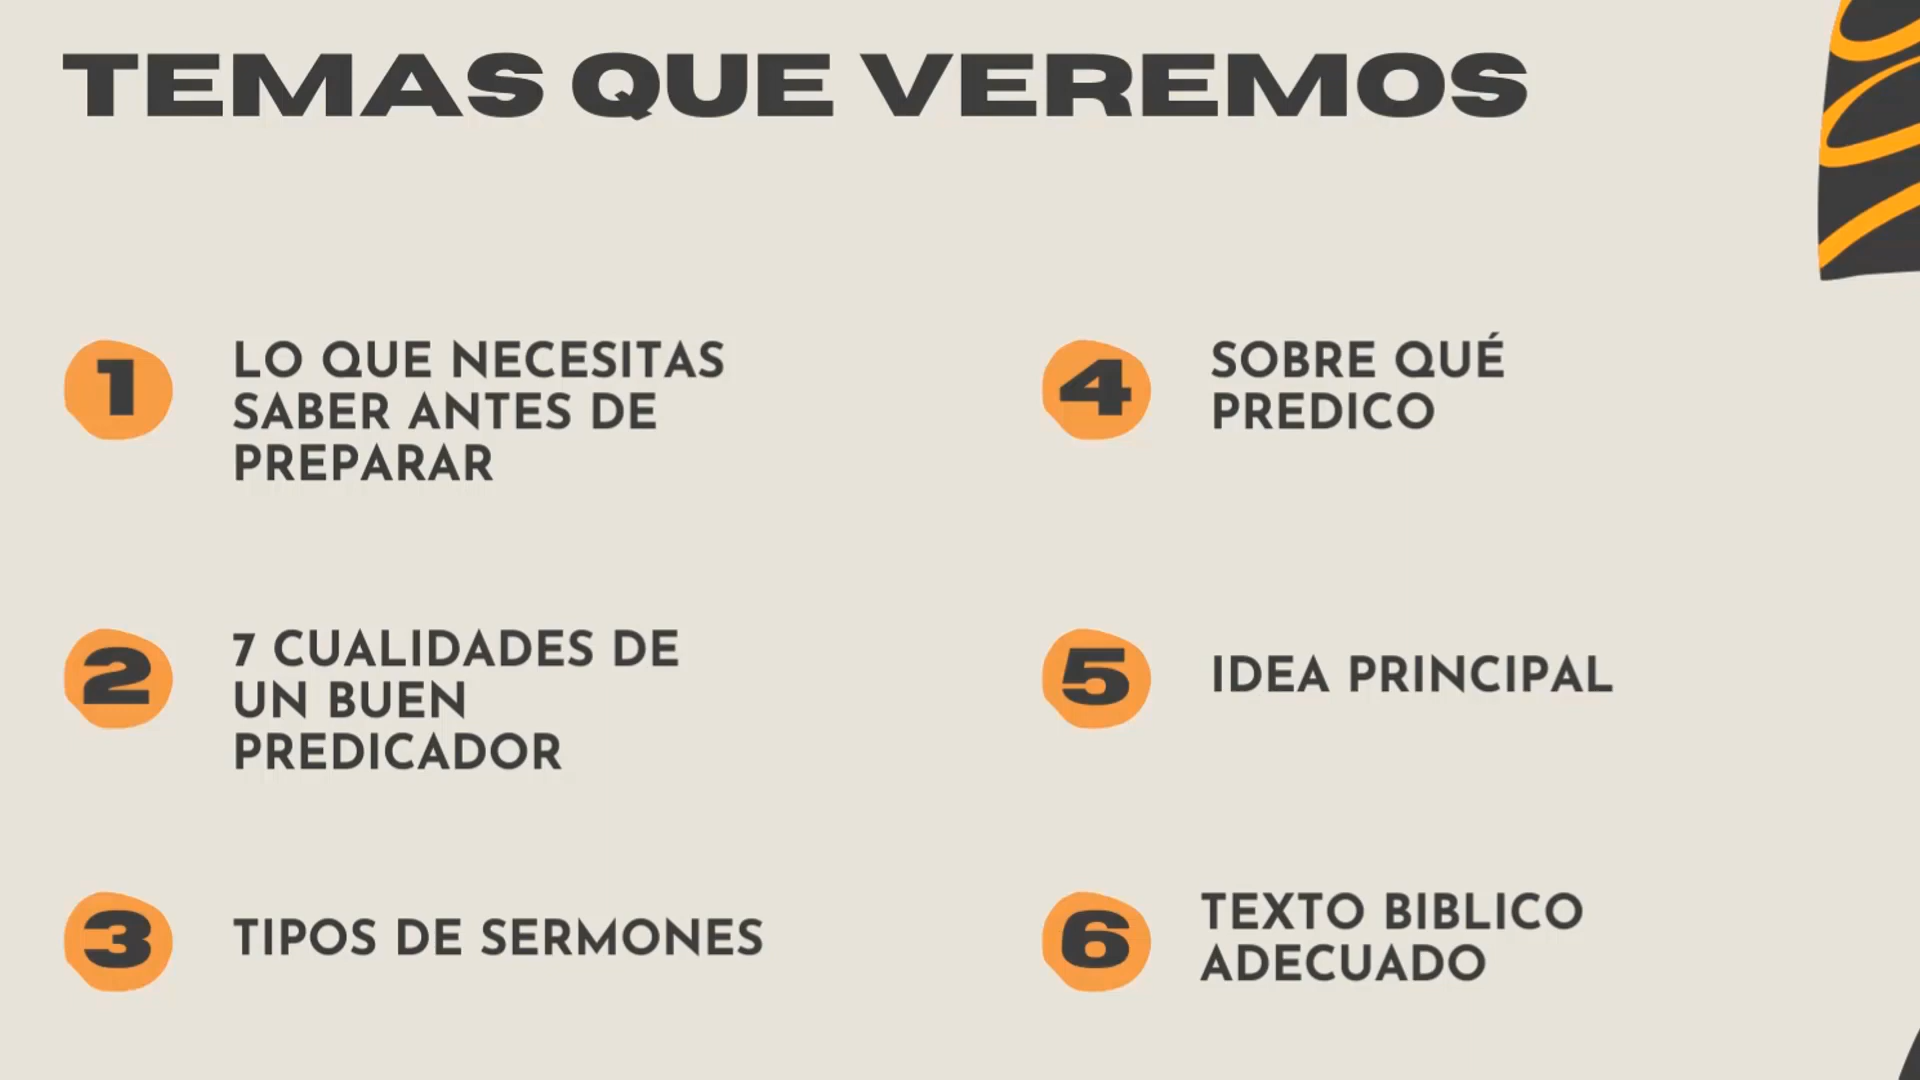 TEMAS QUE VEREMOS
1
LO QUE NECESITAS
SABER ANTES DE
PREPARAR
2
7 CUALIDADES DE
UN BUEN
PREDICADOR
3
TIPOS DE SERMONES
4
SOBRE QUÉ
PREDICO
5
IDEA PRINCIPAL
6
TEXTO BIBLICO
ADECUADO